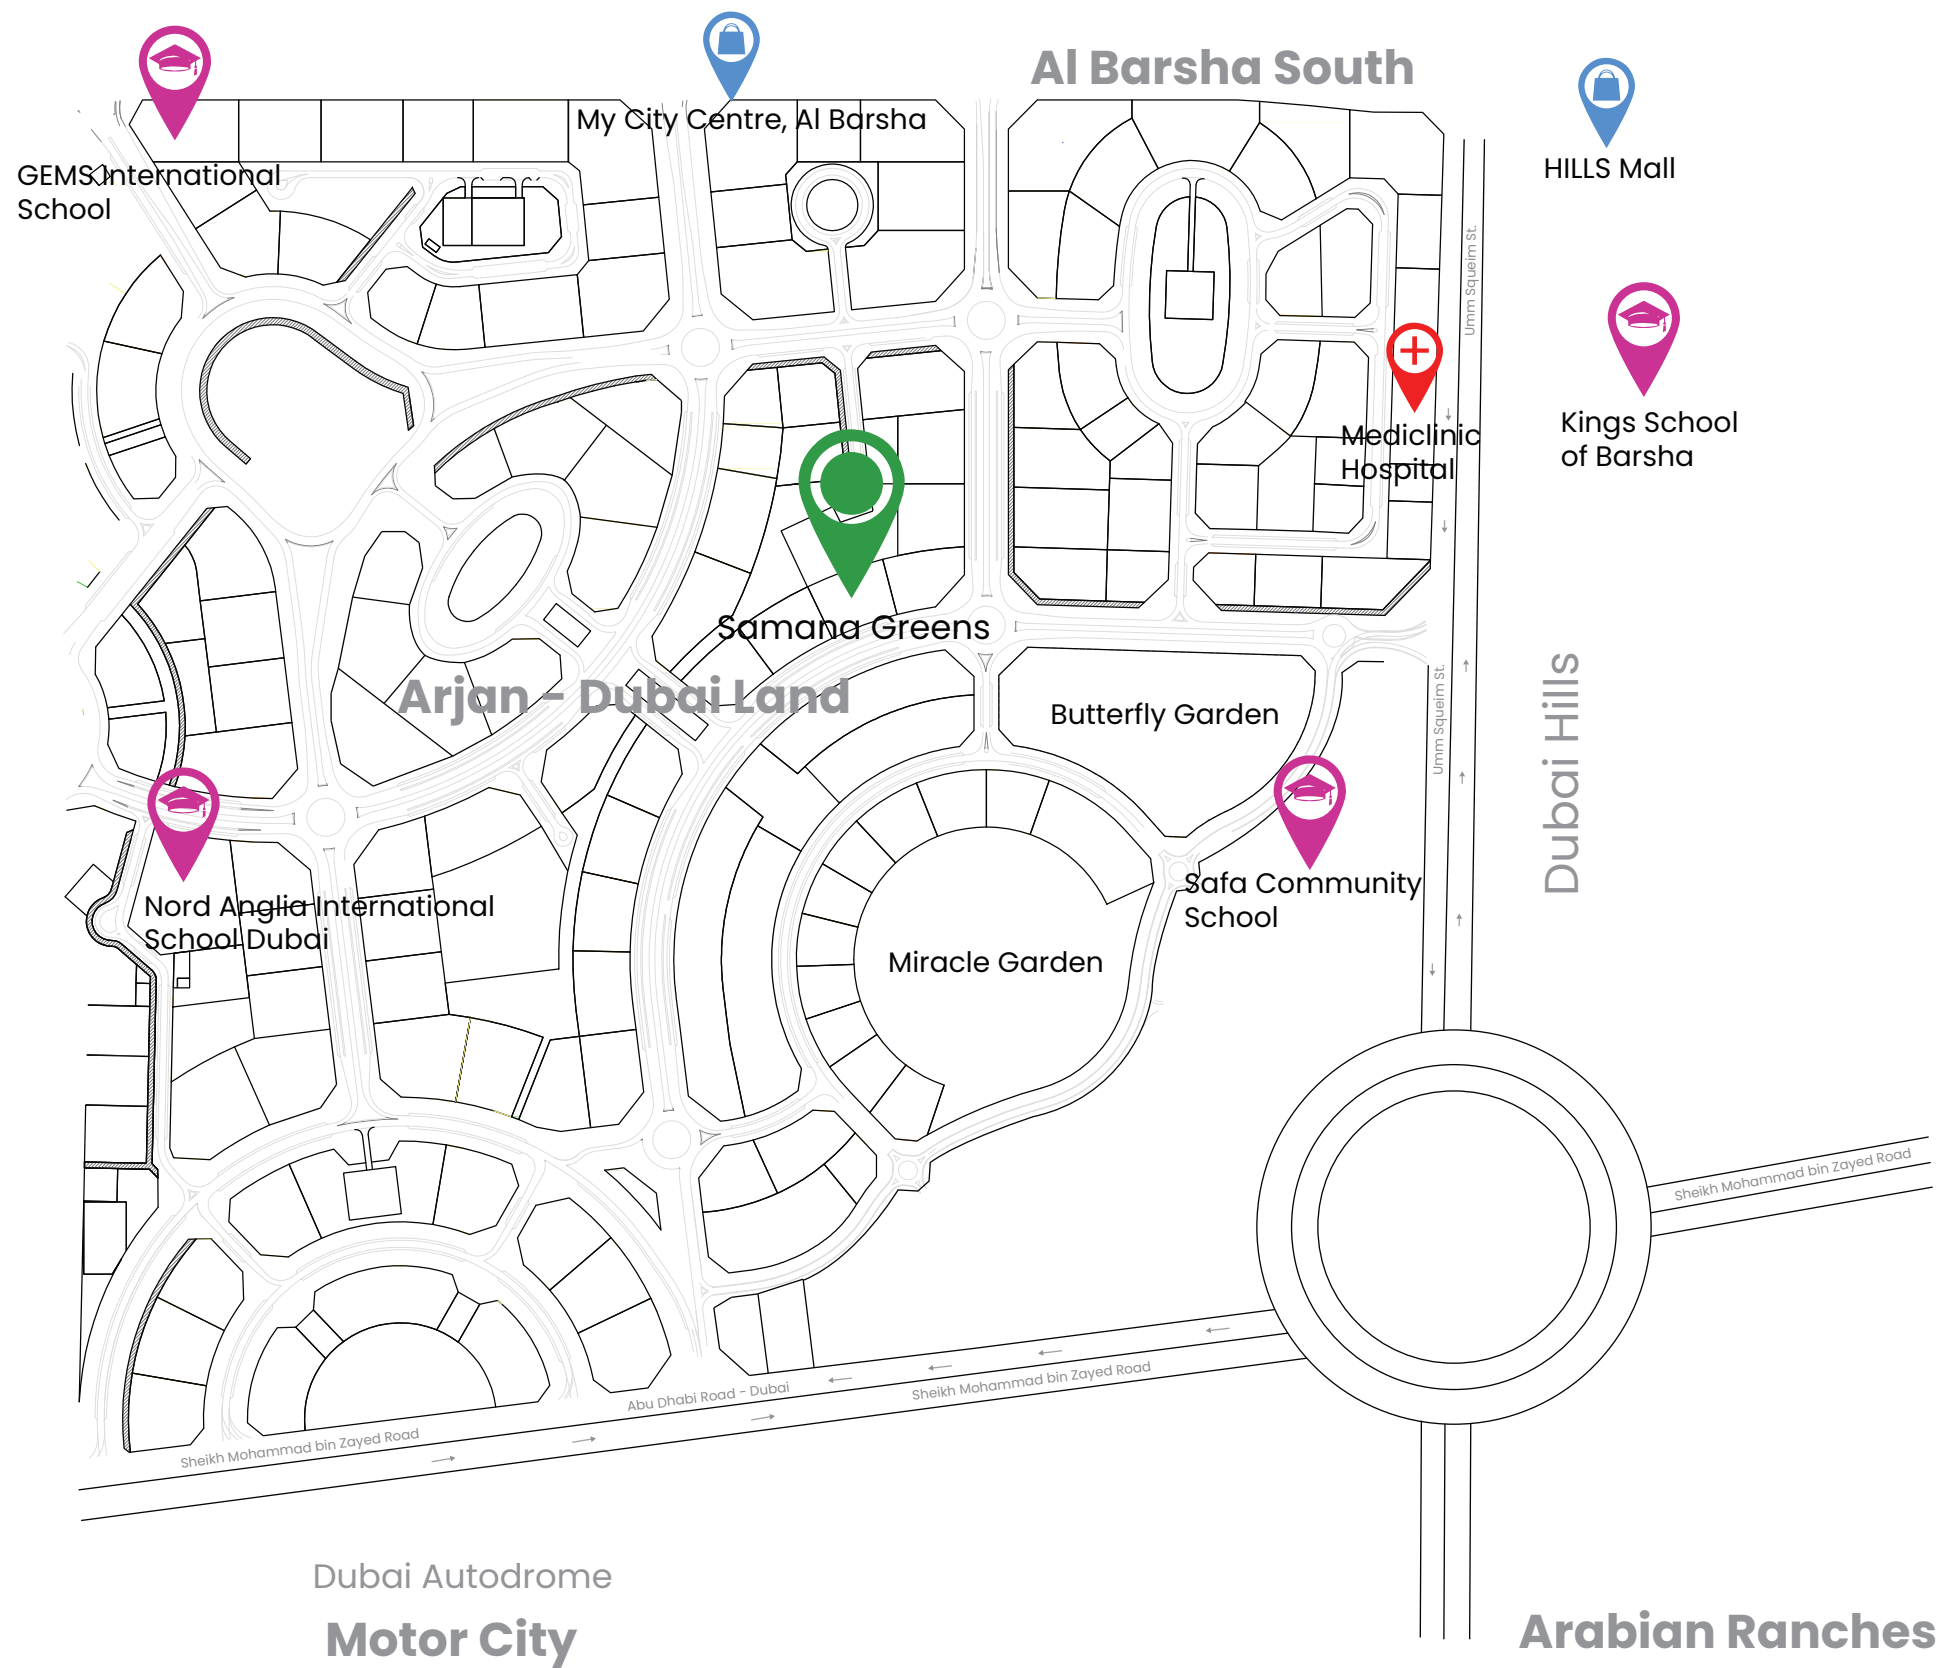 Al Barsha South
My City Centre, Al Barsha
HILLS Mall
GEMS International
School
Umm Squeim St.
Kings School
of Barsha
Mediclinic
Hospital
Samana Greens
Arjan - Dubai Land
Butterfly Garden
Umm Squeim St.
Dubai Hills
Safa Community
School
Nord Anglia International
School Dubai
Miracle Garden
Sheikh Mohammad bin Zayed Road
Sheikh Mohammad bin Zayed Road
Abu Dhabi Road - Dubai
Sheikh Mohammad bin Zayed Road
Dubai Autodrome
Motor City
Arabian Ranches